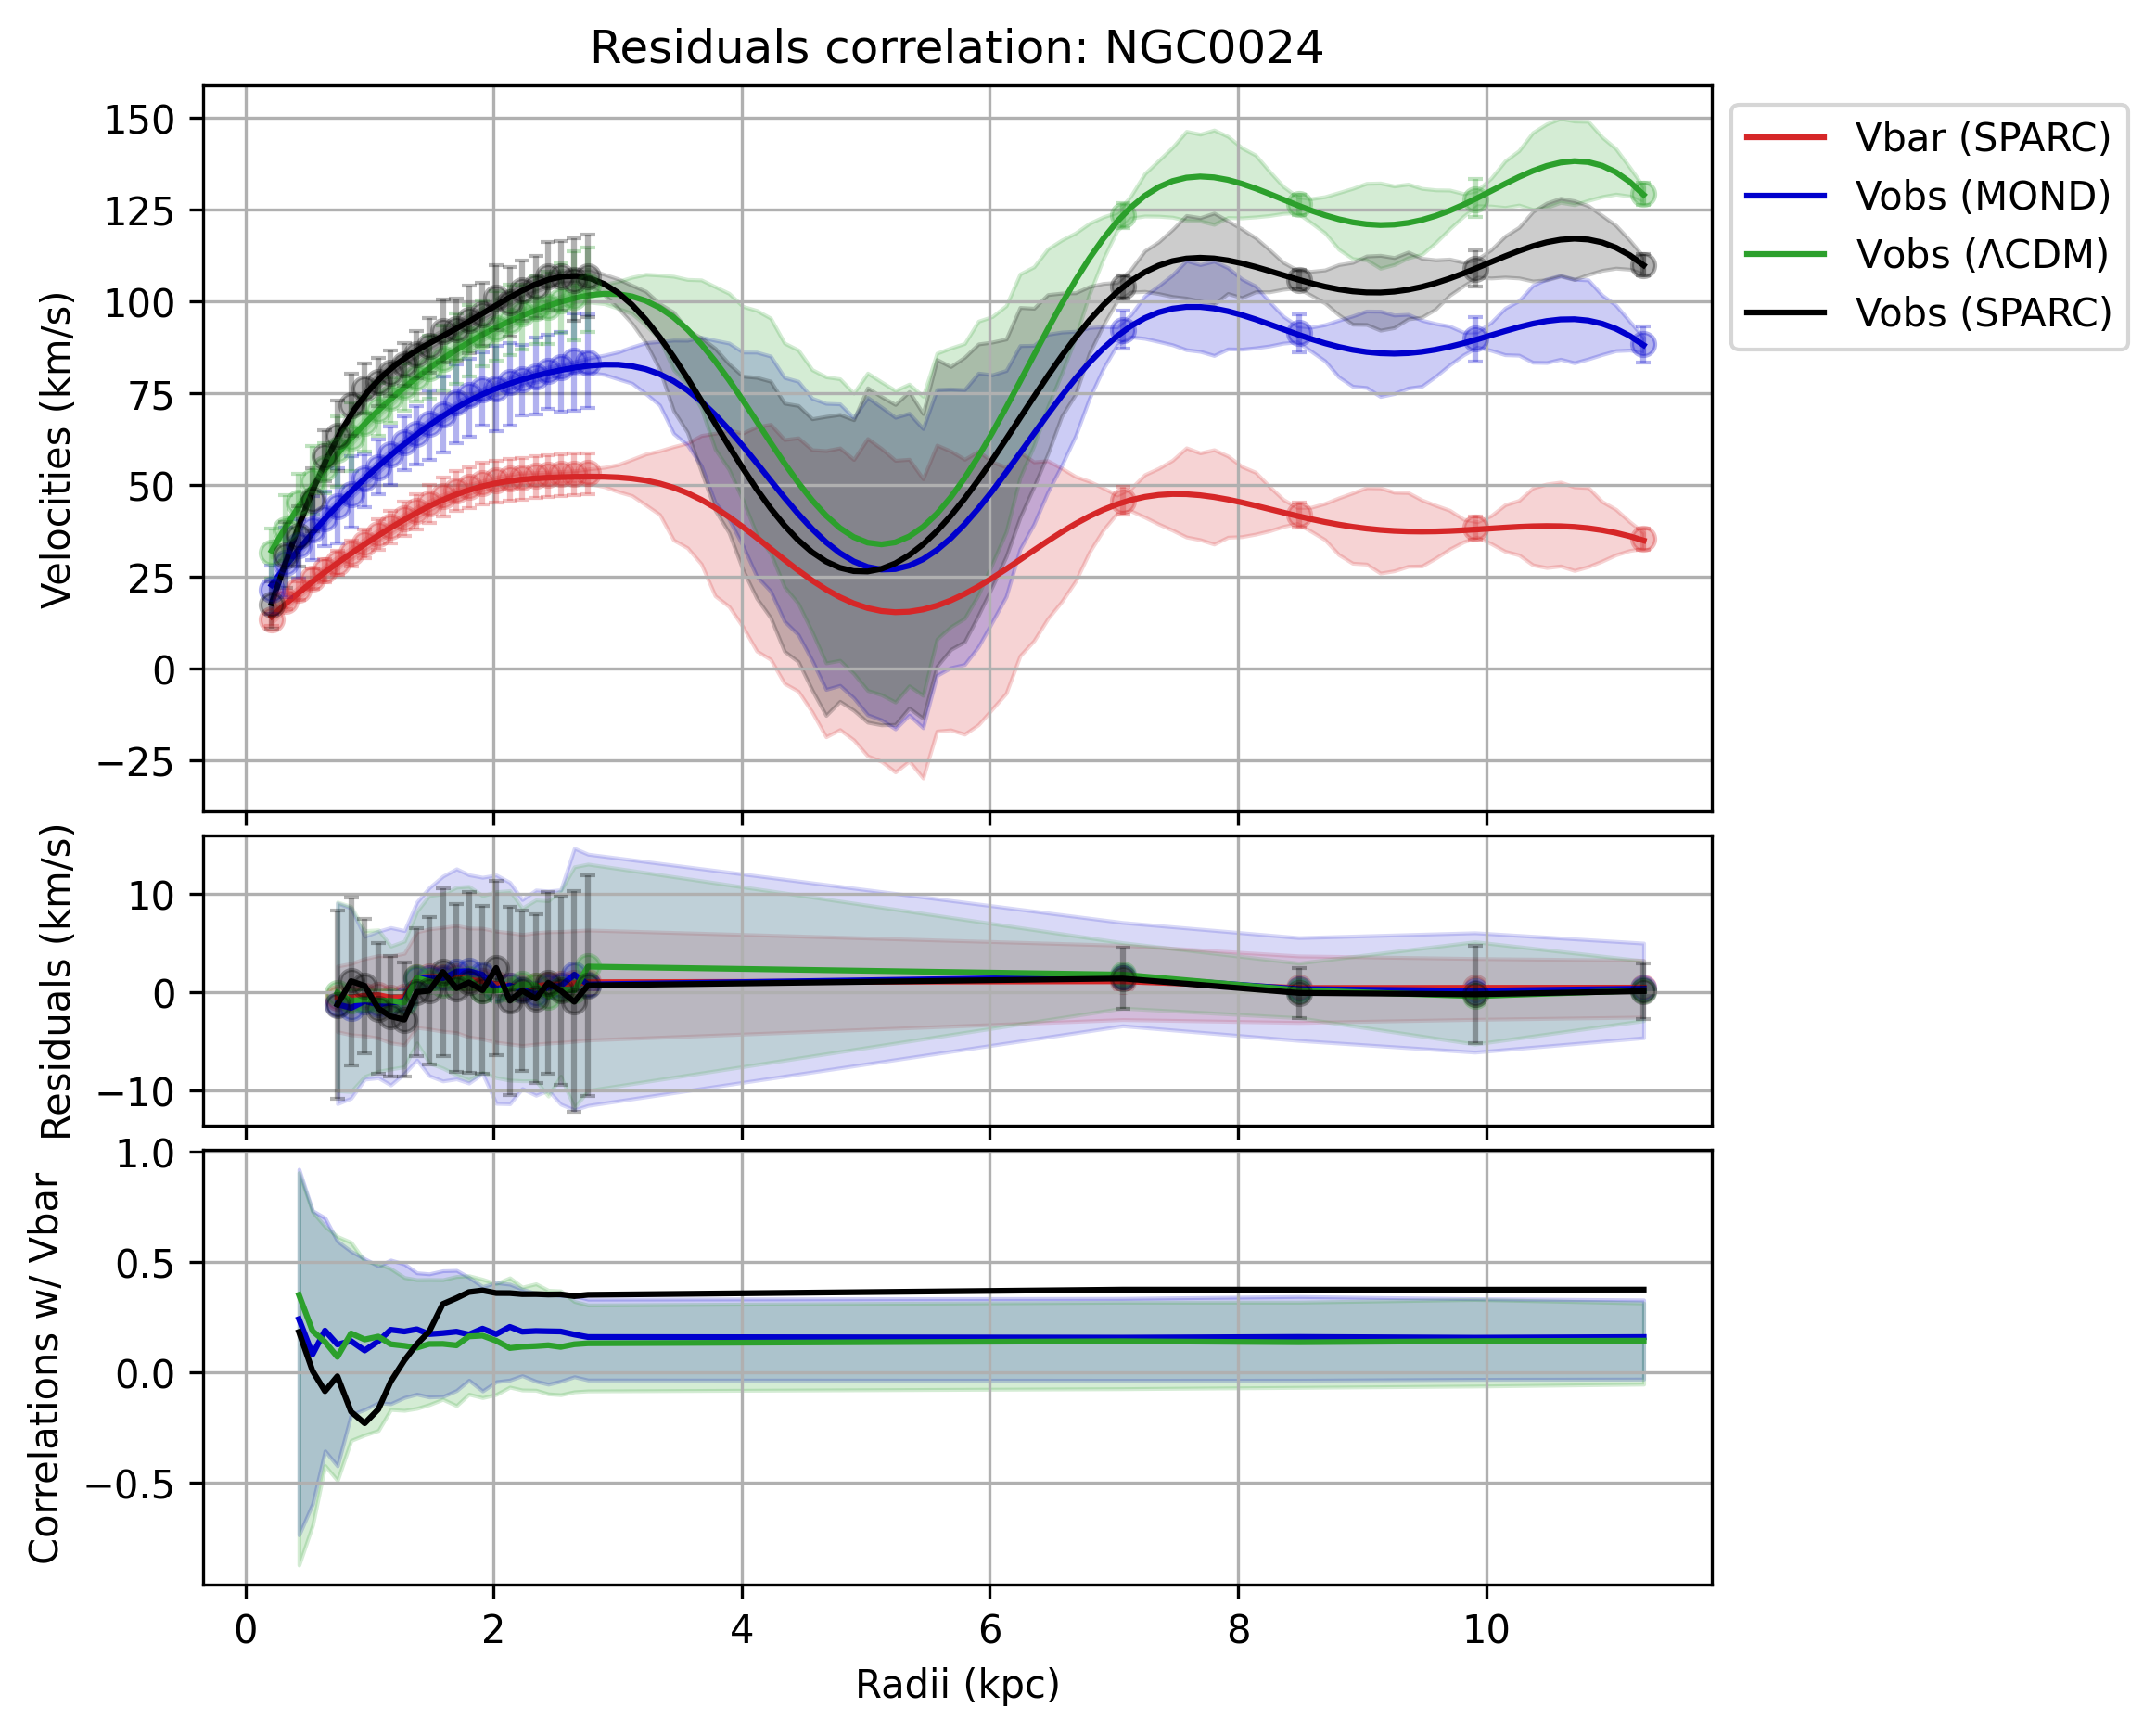 Residuals correlation: NGC0024
150
125
100
75
50
25
0
−25
Velocities (km/s)
Vbar (SPARC)
Vobs (MOND)
Vobs (ΛCDM)
Vobs (SPARC)
10
0
−10
Residuals (km/s)
1.0
0.5
0.0
−0.5
Correlations w/ Vbar
0 2 4 6 8 10
Radii (kpc)